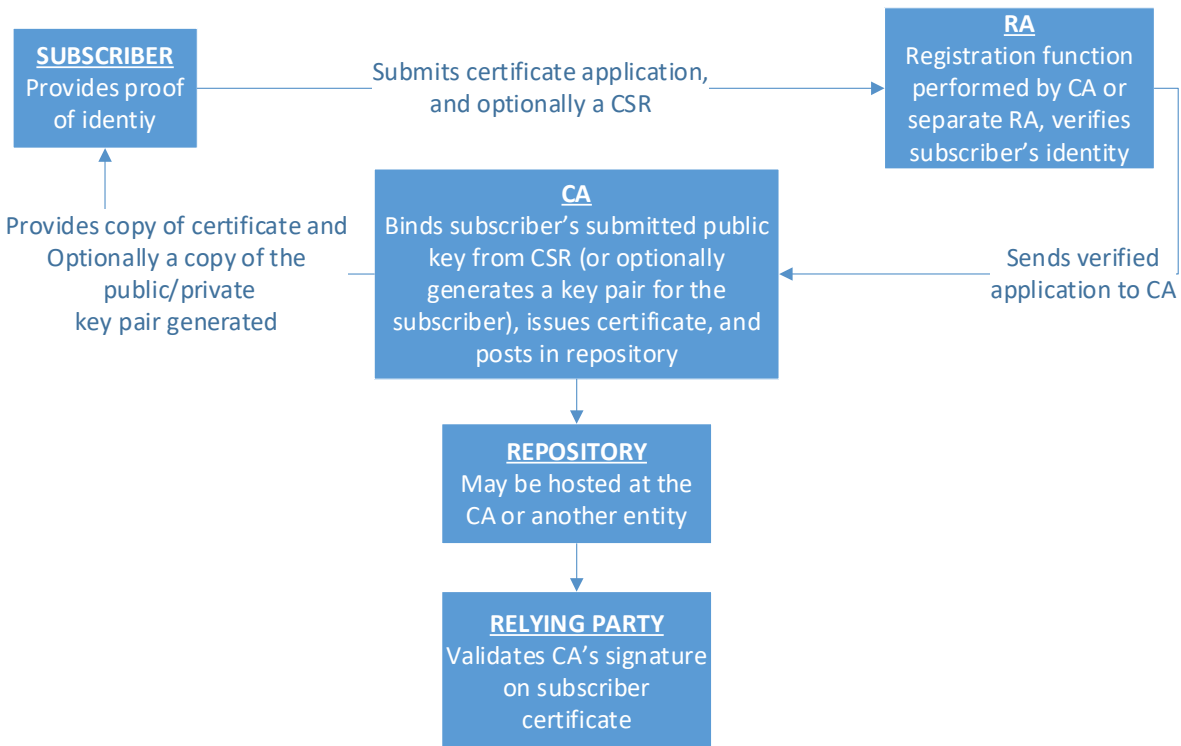 SUBSCRIBER
Provides proof
of identiy
Submits certificate application,
and optionally a CSR
RA
Registration function
performed by CA or
separate RA, verifies
subscriber’s identity
Sends verified
application to CA
CA
Binds subscriber’s submitted public
key from CSR (or optionally
generates a key pair for the
subscriber), issues certificate, and
posts in repository
Provides copy of certificate and
Optionally a copy of the
public/private
key pair generated
REPOSITORY
May be hosted at the
CA or another entity
RELYING PARTY
Validates CA’s signature
on subscriber
certificate